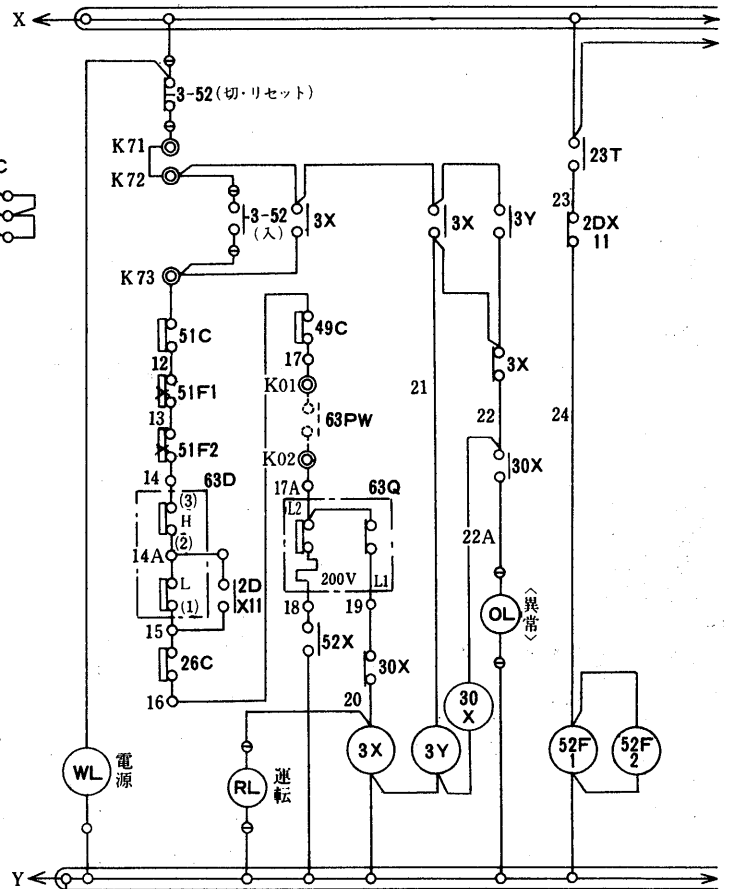 X
C
3-52(切・リセット)
K71
K72
3-52
(入)
3X
3X
3Y
23T
23
2DX
11
K73
51C
12
51F1
13
51F2
14
63D
(3)
H
(2)
14A
L
(1)
2D
X11
15
26C
16
49C
17
K01
63PW
K02
17A
63Q
L2
200V
L1
18
19
52X
30X
20
21
3X
22
30X
22A
OL
〈異常〉
24
WL
電源
RL
運転
3X
3Y
30
X
52F
1
52F
2
Y